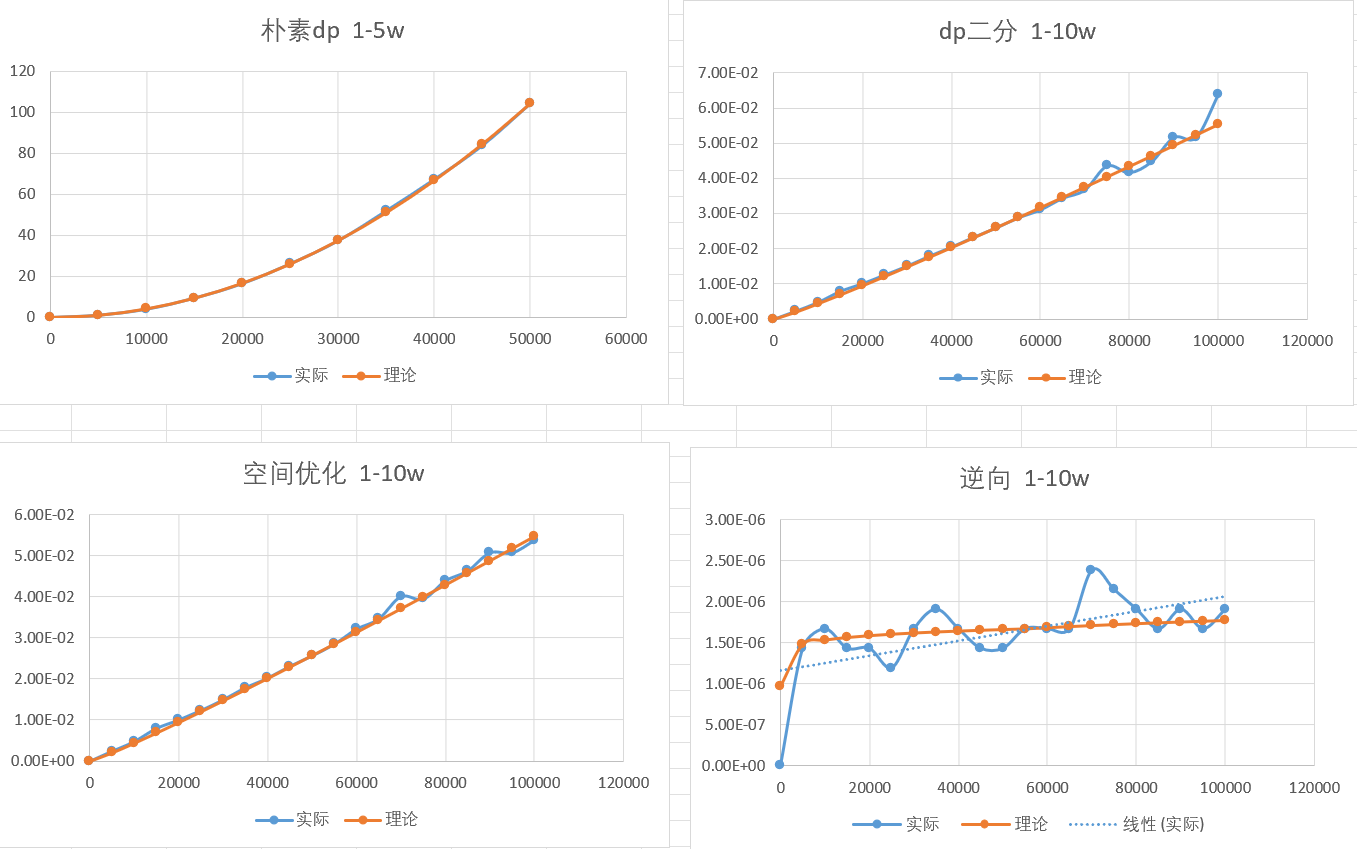 朴素dp 1-5w
120
100
80
60
40
20
0
0 10000 20000 30000 40000 50000 60000
实际 理论
dp二分 1-10w
7.00E-02
6.00E-02
5.00E-02
4.00E-02
3.00E-02
2.00E-02
1.00E-02
0.00E+00
0 20000 40000 60000 80000 100000 120000
实际 理论
空间优化 1-10w
6.00E-02
5.00E-02
4.00E-02
3.00E-02
2.00E-02
1.00E-02
0.00E+00
0 20000 40000 60000 80000 100000 120000
实际 理论
逆向 1-10w
3.00E-06
2.50E-06
2.00E-06
1.50E-06
1.00E-06
5.00E-07
0.00E+00
0 20000 40000 60000 80000 100000 120000
实际 理论 线性 (实际)